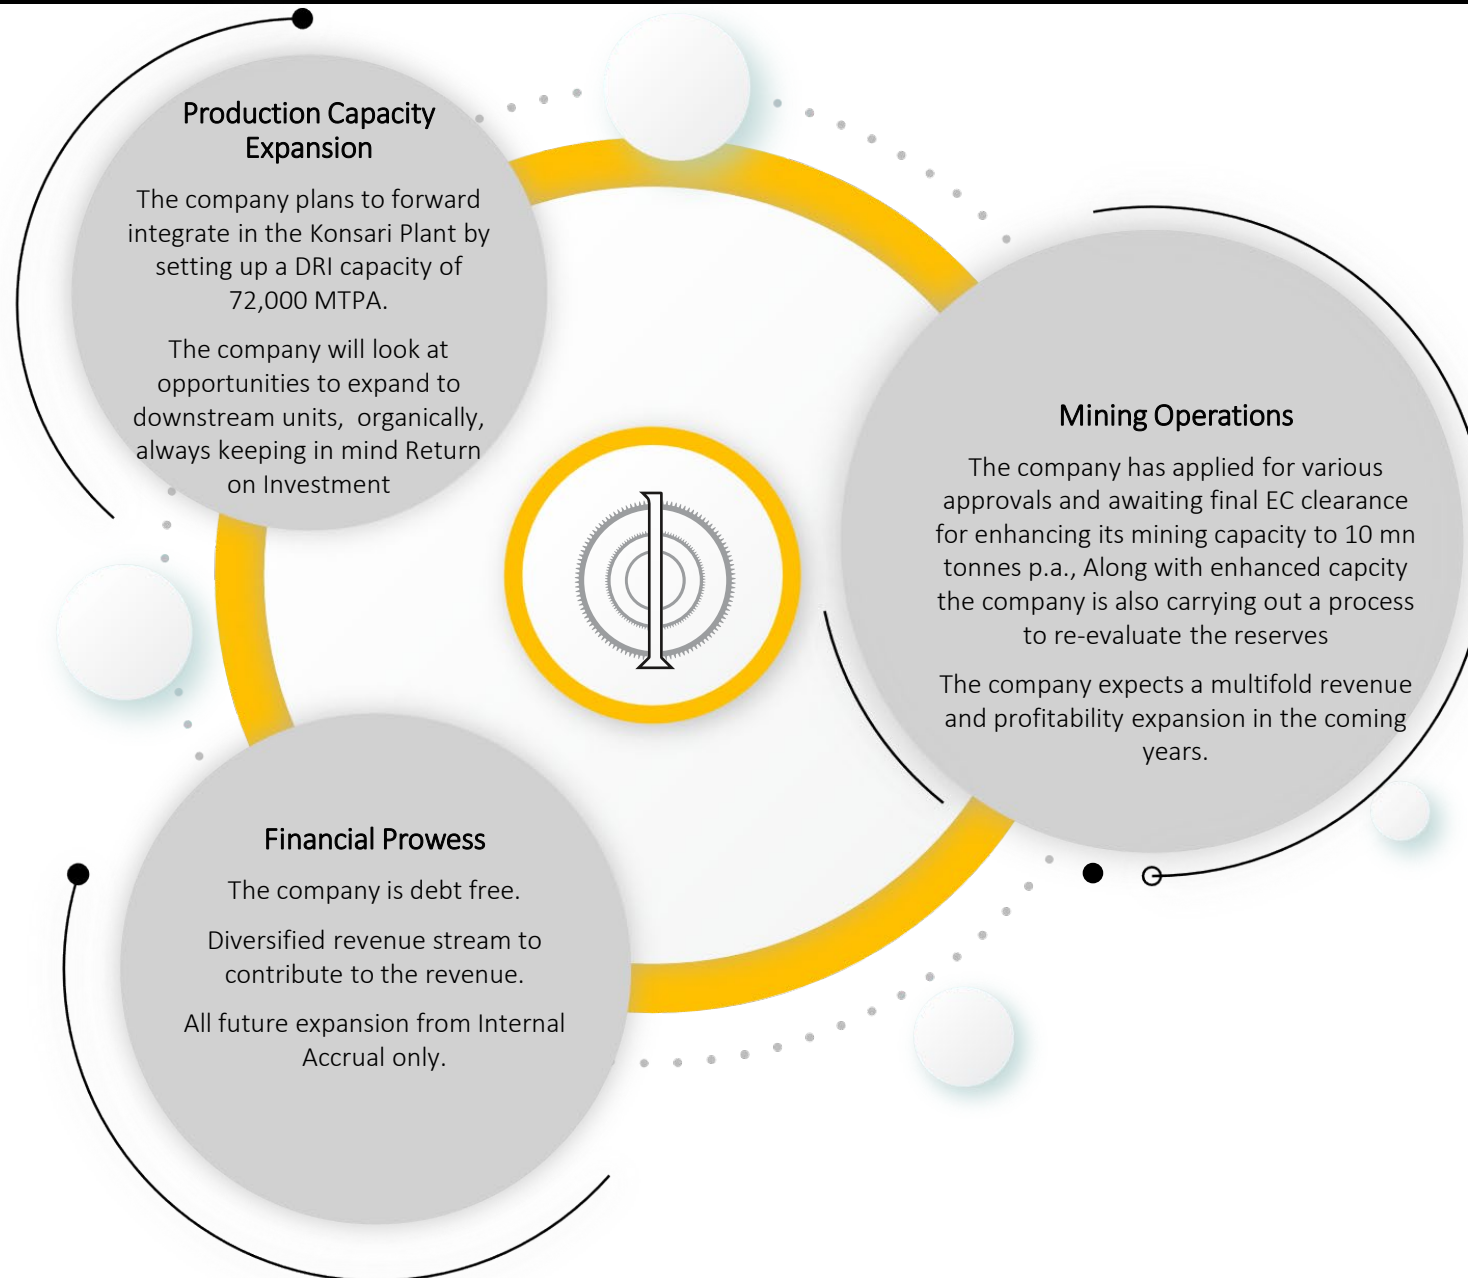 Production Capacity
Expansion
The company plans to forward
integrate in the Konsari Plant by
setting up a DRI capacity of
72,000 MTPA.
The company will look at
opportunities to expand to
downstream units,  organically,
always keeping in mind Return
on Investment
Mining Operations
The company has applied for various
approvals and awaiting final EC clearance
for enhancing its mining capacity to 10 mn
tonnes p.a., Along with enhanced capcity
the company is also carrying out a process
to re-evaluate the reserves
The company expects a multifold revenue
and profitability expansion in the coming
years.
Financial Prowess
The company is debt free.
Diversified revenue stream to
contribute to the revenue.
All future expansion from Internal
Accrual only.